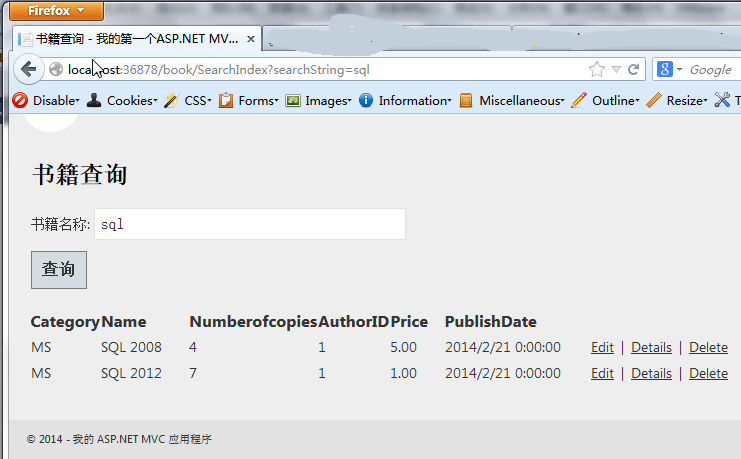 Firefox
书籍查询 - 我的第一个ASP.NET MV...
localhost:36878/book/SearchIndex?searchString=sql
Google
Disable Cookies CSS Forms Images Information Miscellaneous Outline Resize
书籍查询
书籍名称: sql
查询
Category Name Numberofcopies AuthorID Price PublishDate
MS SQL 2008 4 1 5.00 2014/2/21 0:00:00 Edit | Details | Delete
MS SQL 2012 7 1 1.00 2014/2/21 0:00:00 Edit | Details | Delete
© 2014 - 我的 ASP.NET MVC 应用程序